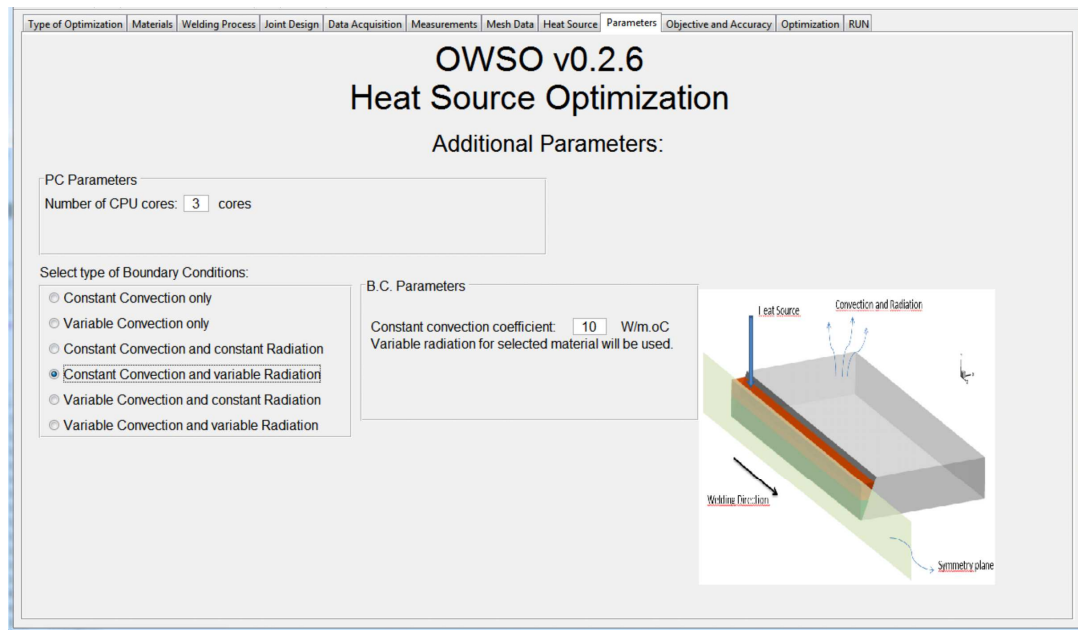 Type of Optimization Materials Welding Process Joint Design Data Acquisition Measurements Mesh Data Heat Source Parameters Objective and Accuracy Optimization RUN
OWSO v0.2.6
Heat Source Optimization
Additional Parameters:
PC Parameters
Number of CPU cores: 3 cores
Select type of Boundary Conditions:
Constant Convection only
Variable Convection only
Constant Convection and constant Radiation
Constant Convection and variable Radiation
Variable Convection and constant Radiation
Variable Convection and variable Radiation
B.C. Parameters
Constant convection coefficient: 10 W/m.oC
Variable radiation for selected material will be used.
Heat Source
Convection and Radiation
Welding Direction
Symmetry plane